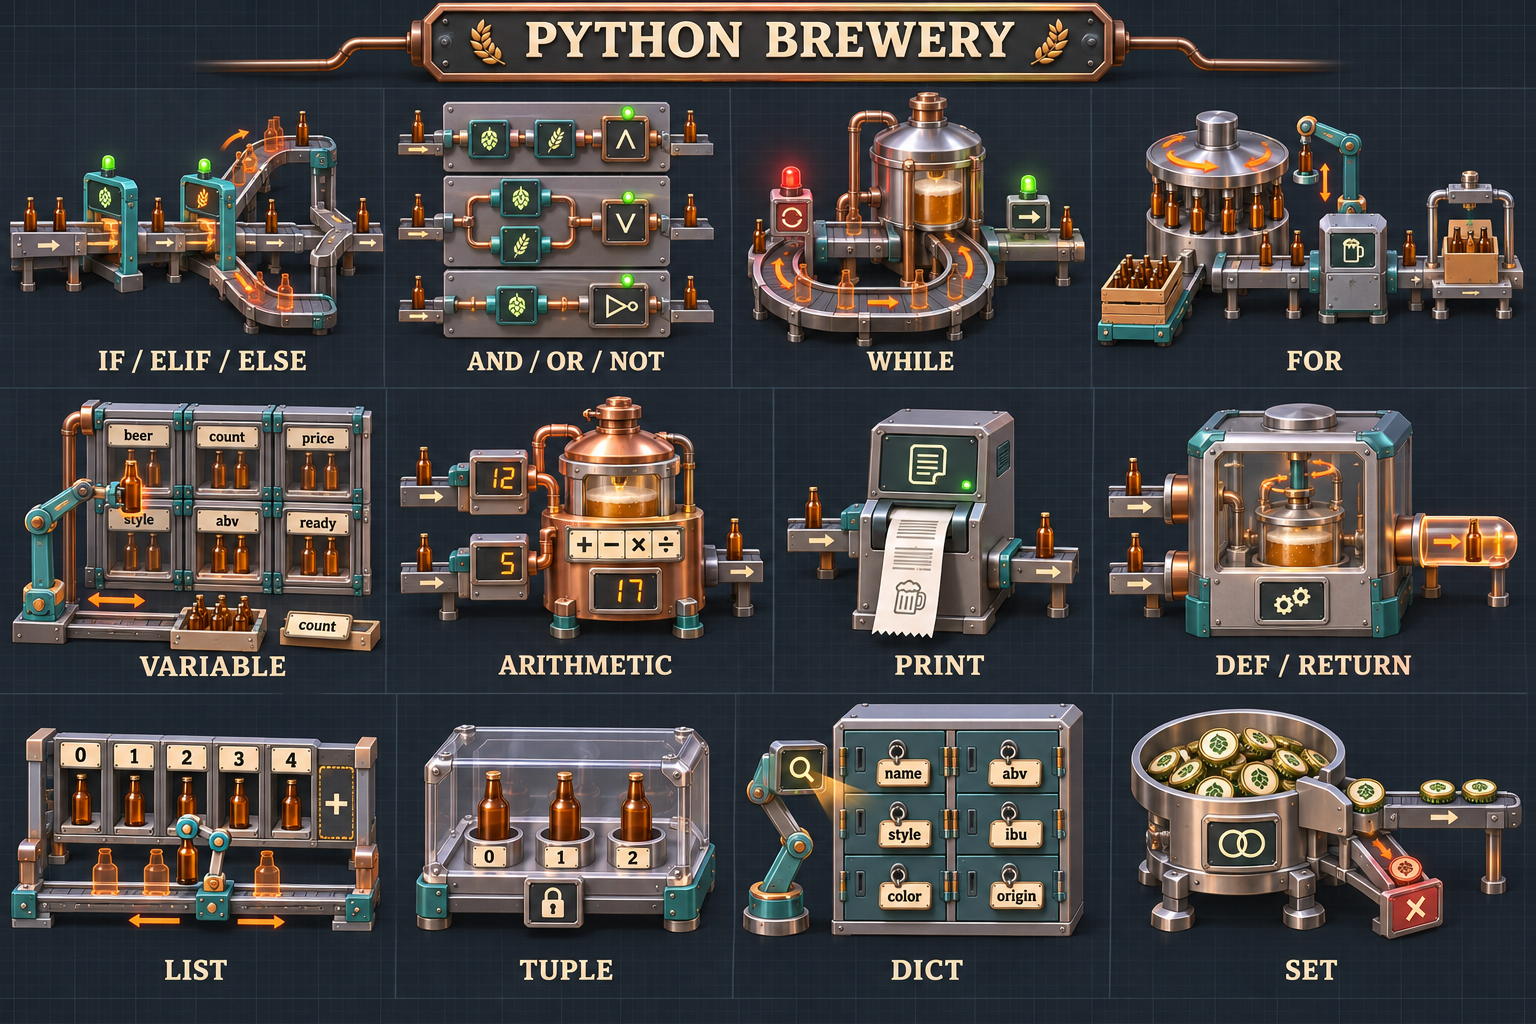 PYTHON BREWERY
IF / ELIF / ELSE
AND / OR / NOT
WHILE
FOR
beer
count
price
style
abv
ready
count
VARIABLE
12
5
+ − × ÷
17
ARITHMETIC
PRINT
DEF / RETURN
0 1 2 3 4
+
LIST
0 1 2
TUPLE
name
abv
style
ibu
color
origin
DICT
SET